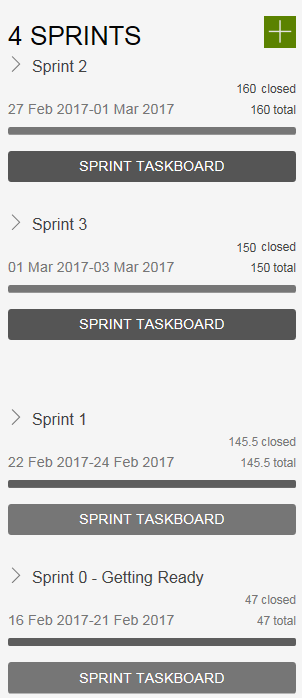 4 SPRINTS
Sprint 2
160 closed
27 Feb 2017-01 Mar 2017 160 total
SPRINT TASKBOARD
Sprint 3
150 closed
01 Mar 2017-03 Mar 2017 150 total
SPRINT TASKBOARD
Sprint 1
145.5 closed
22 Feb 2017-24 Feb 2017 145.5 total
SPRINT TASKBOARD
Sprint 0 - Getting Ready
47 closed
16 Feb 2017-21 Feb 2017 47 total
SPRINT TASKBOARD